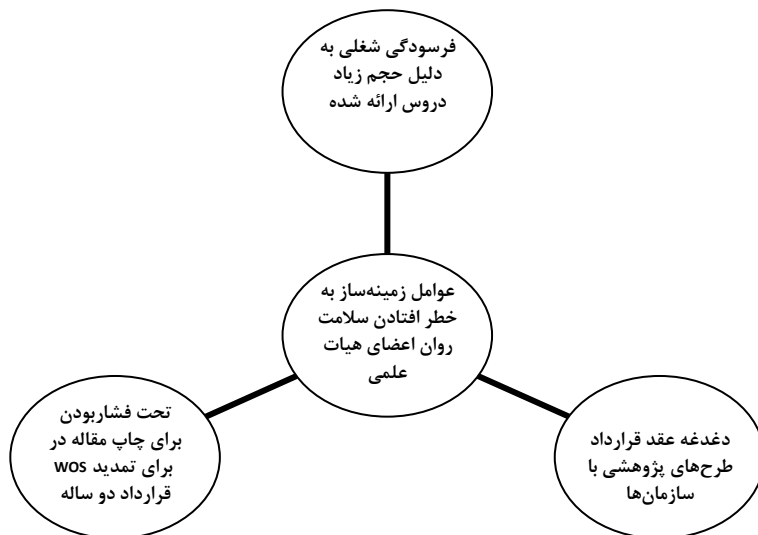 فرسودگی شغلی به
دلیل حجم زیاد
دروس ارائه شده
عوامل زمینه‌ساز به
خطر افتادن سلامت
روان اعضای هیات
علمی
دغدغه عقد قرارداد
طرح‌های پژوهشی با
سازمان‌ها
تحت فشاربودن
برای چاپ مقاله در
wos برای تمدید
قرارداد دو ساله